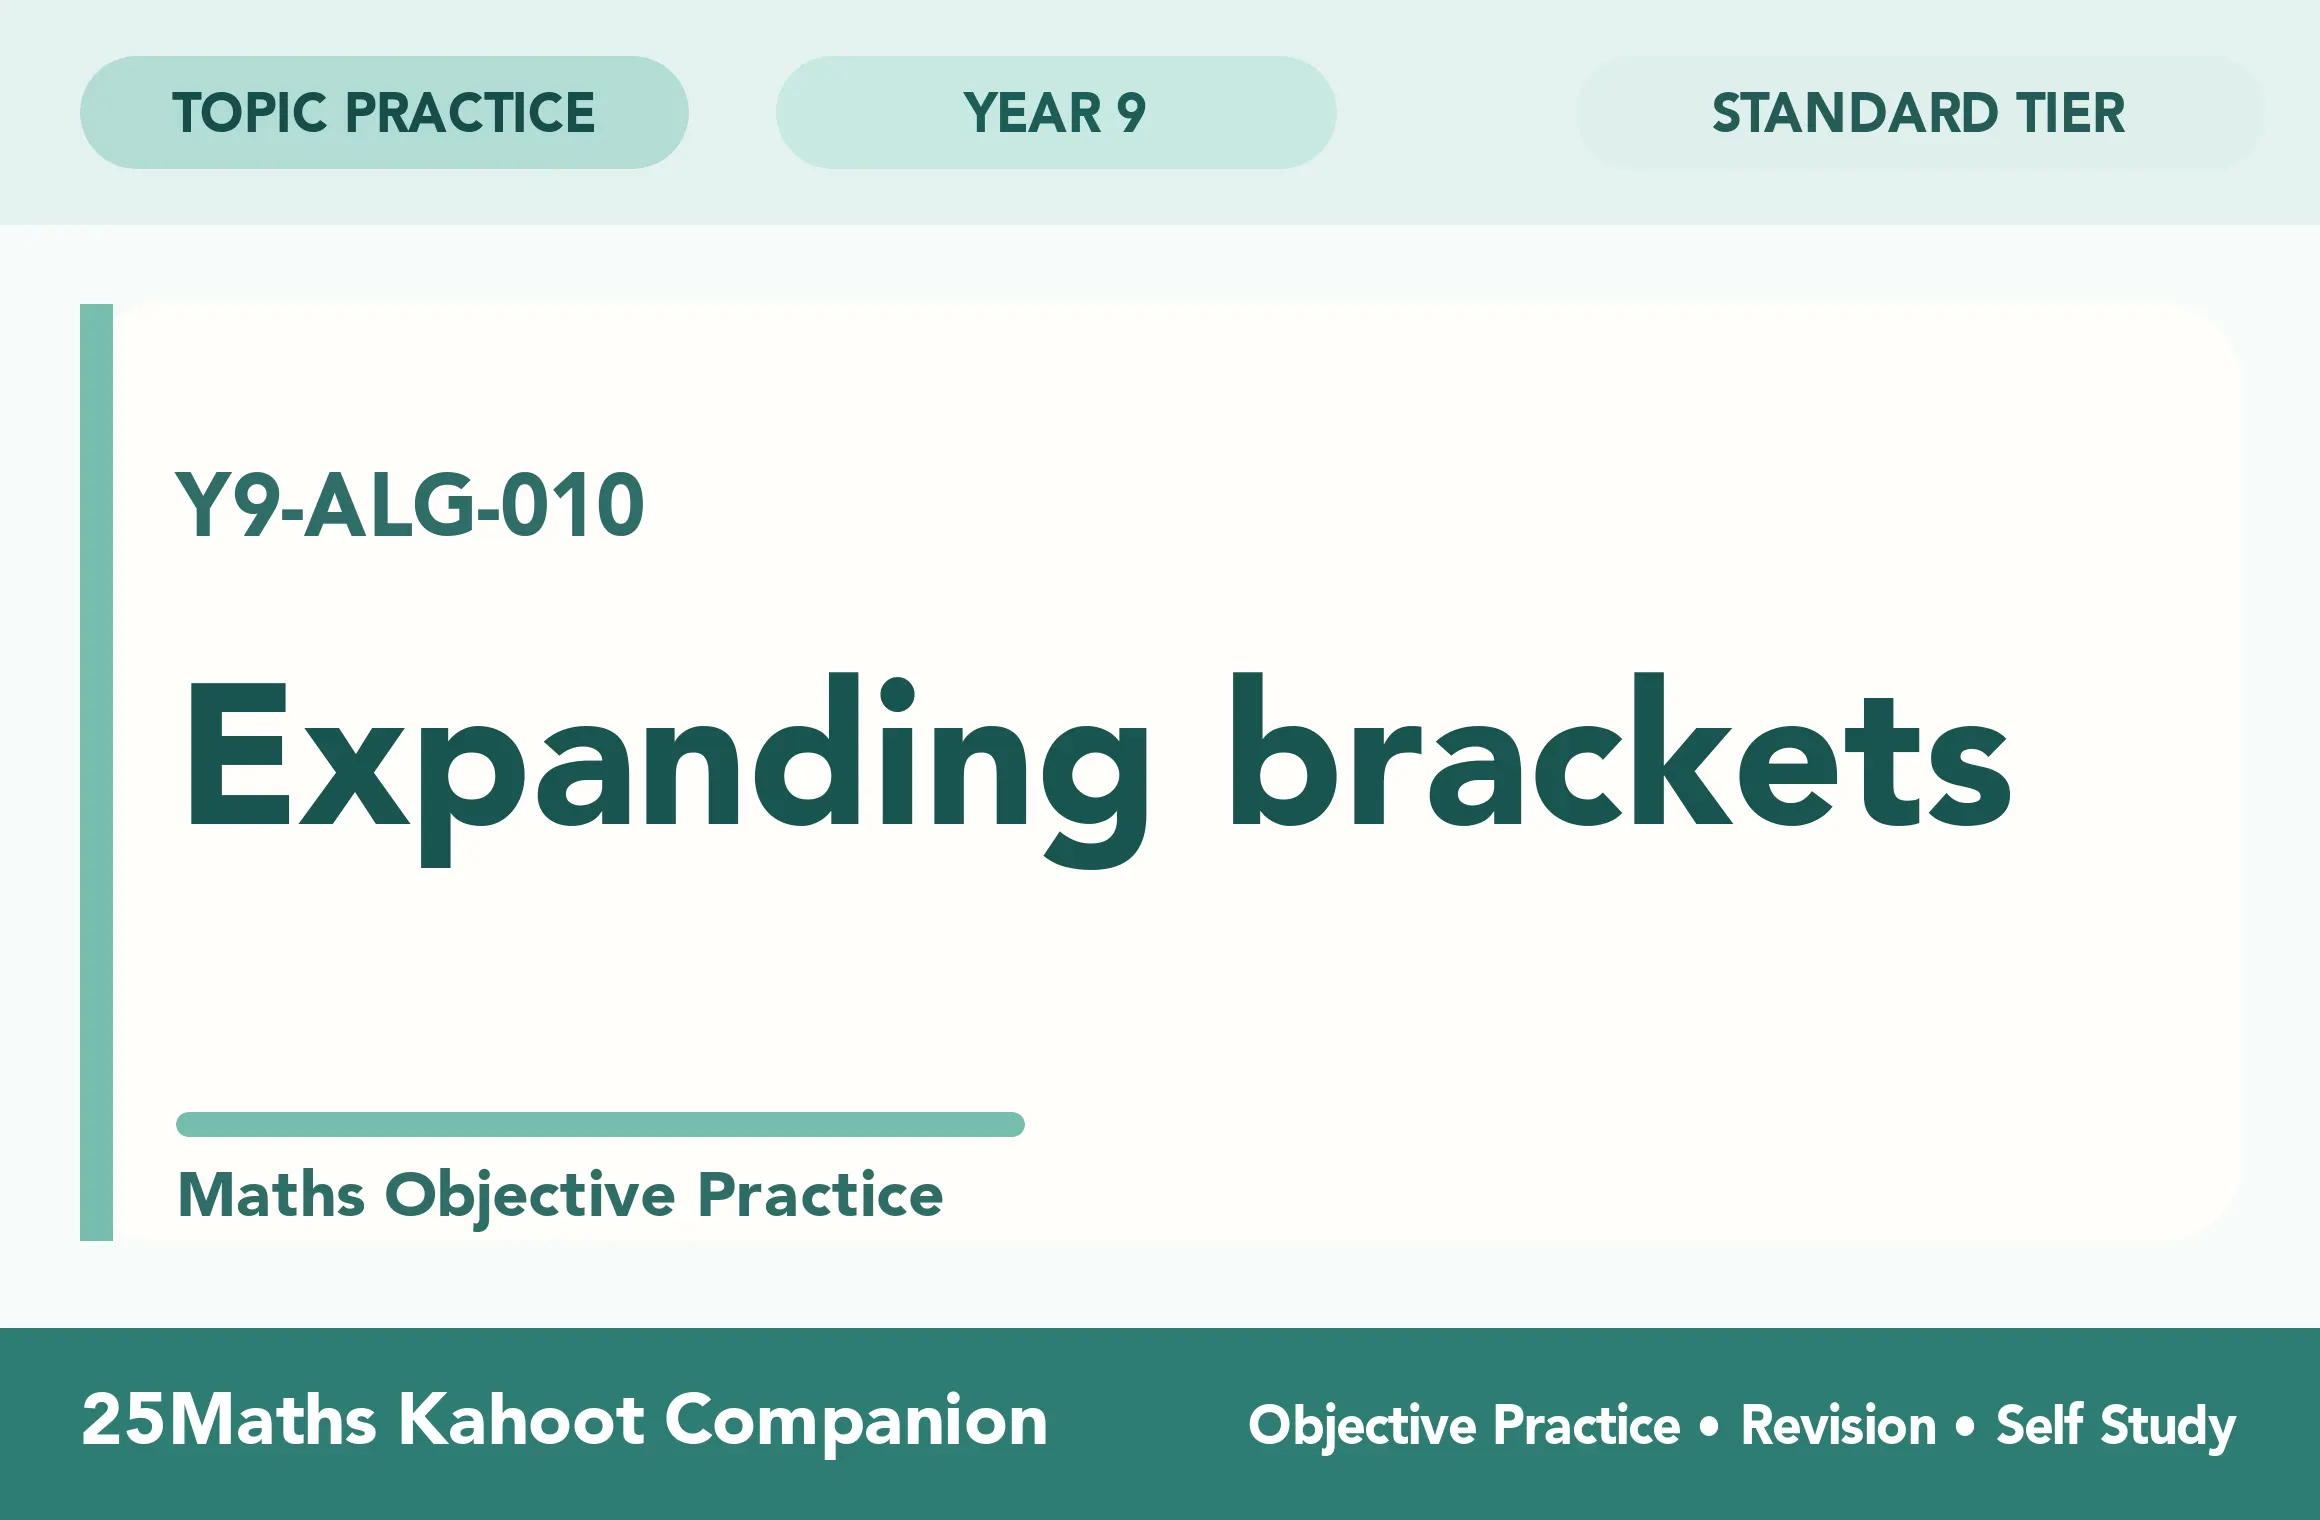 TOPIC PRACTICE
YEAR 9
STANDARD TIER
Y9-ALG-010
Expanding brackets
Maths Objective Practice
25Maths Kahoot Companion
Objective Practice • Revision • Self Study